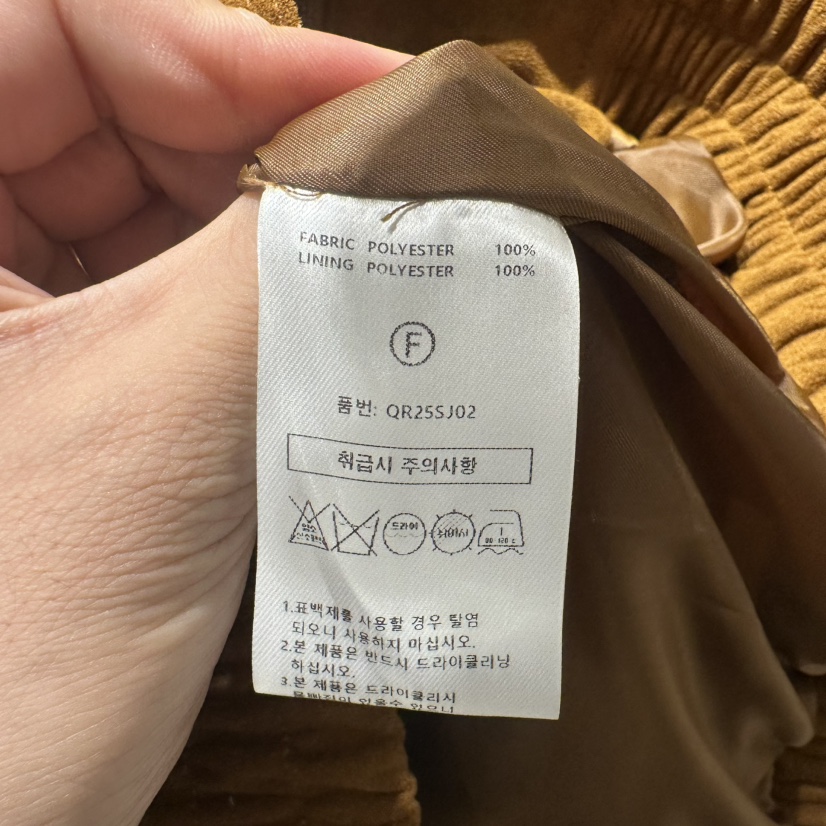 FABRIC POLYESTER 100%
LINING POLYESTER 100%
F
품번: QR25SJ02
취급시 주의사항
드라이
1.표백제를 사용할 경우 탈염
되오니 사용하지 마십시오.
2.본 제품은 반드시 드라이클리닝
하십시오.
3.본 제품은 드라이클리시